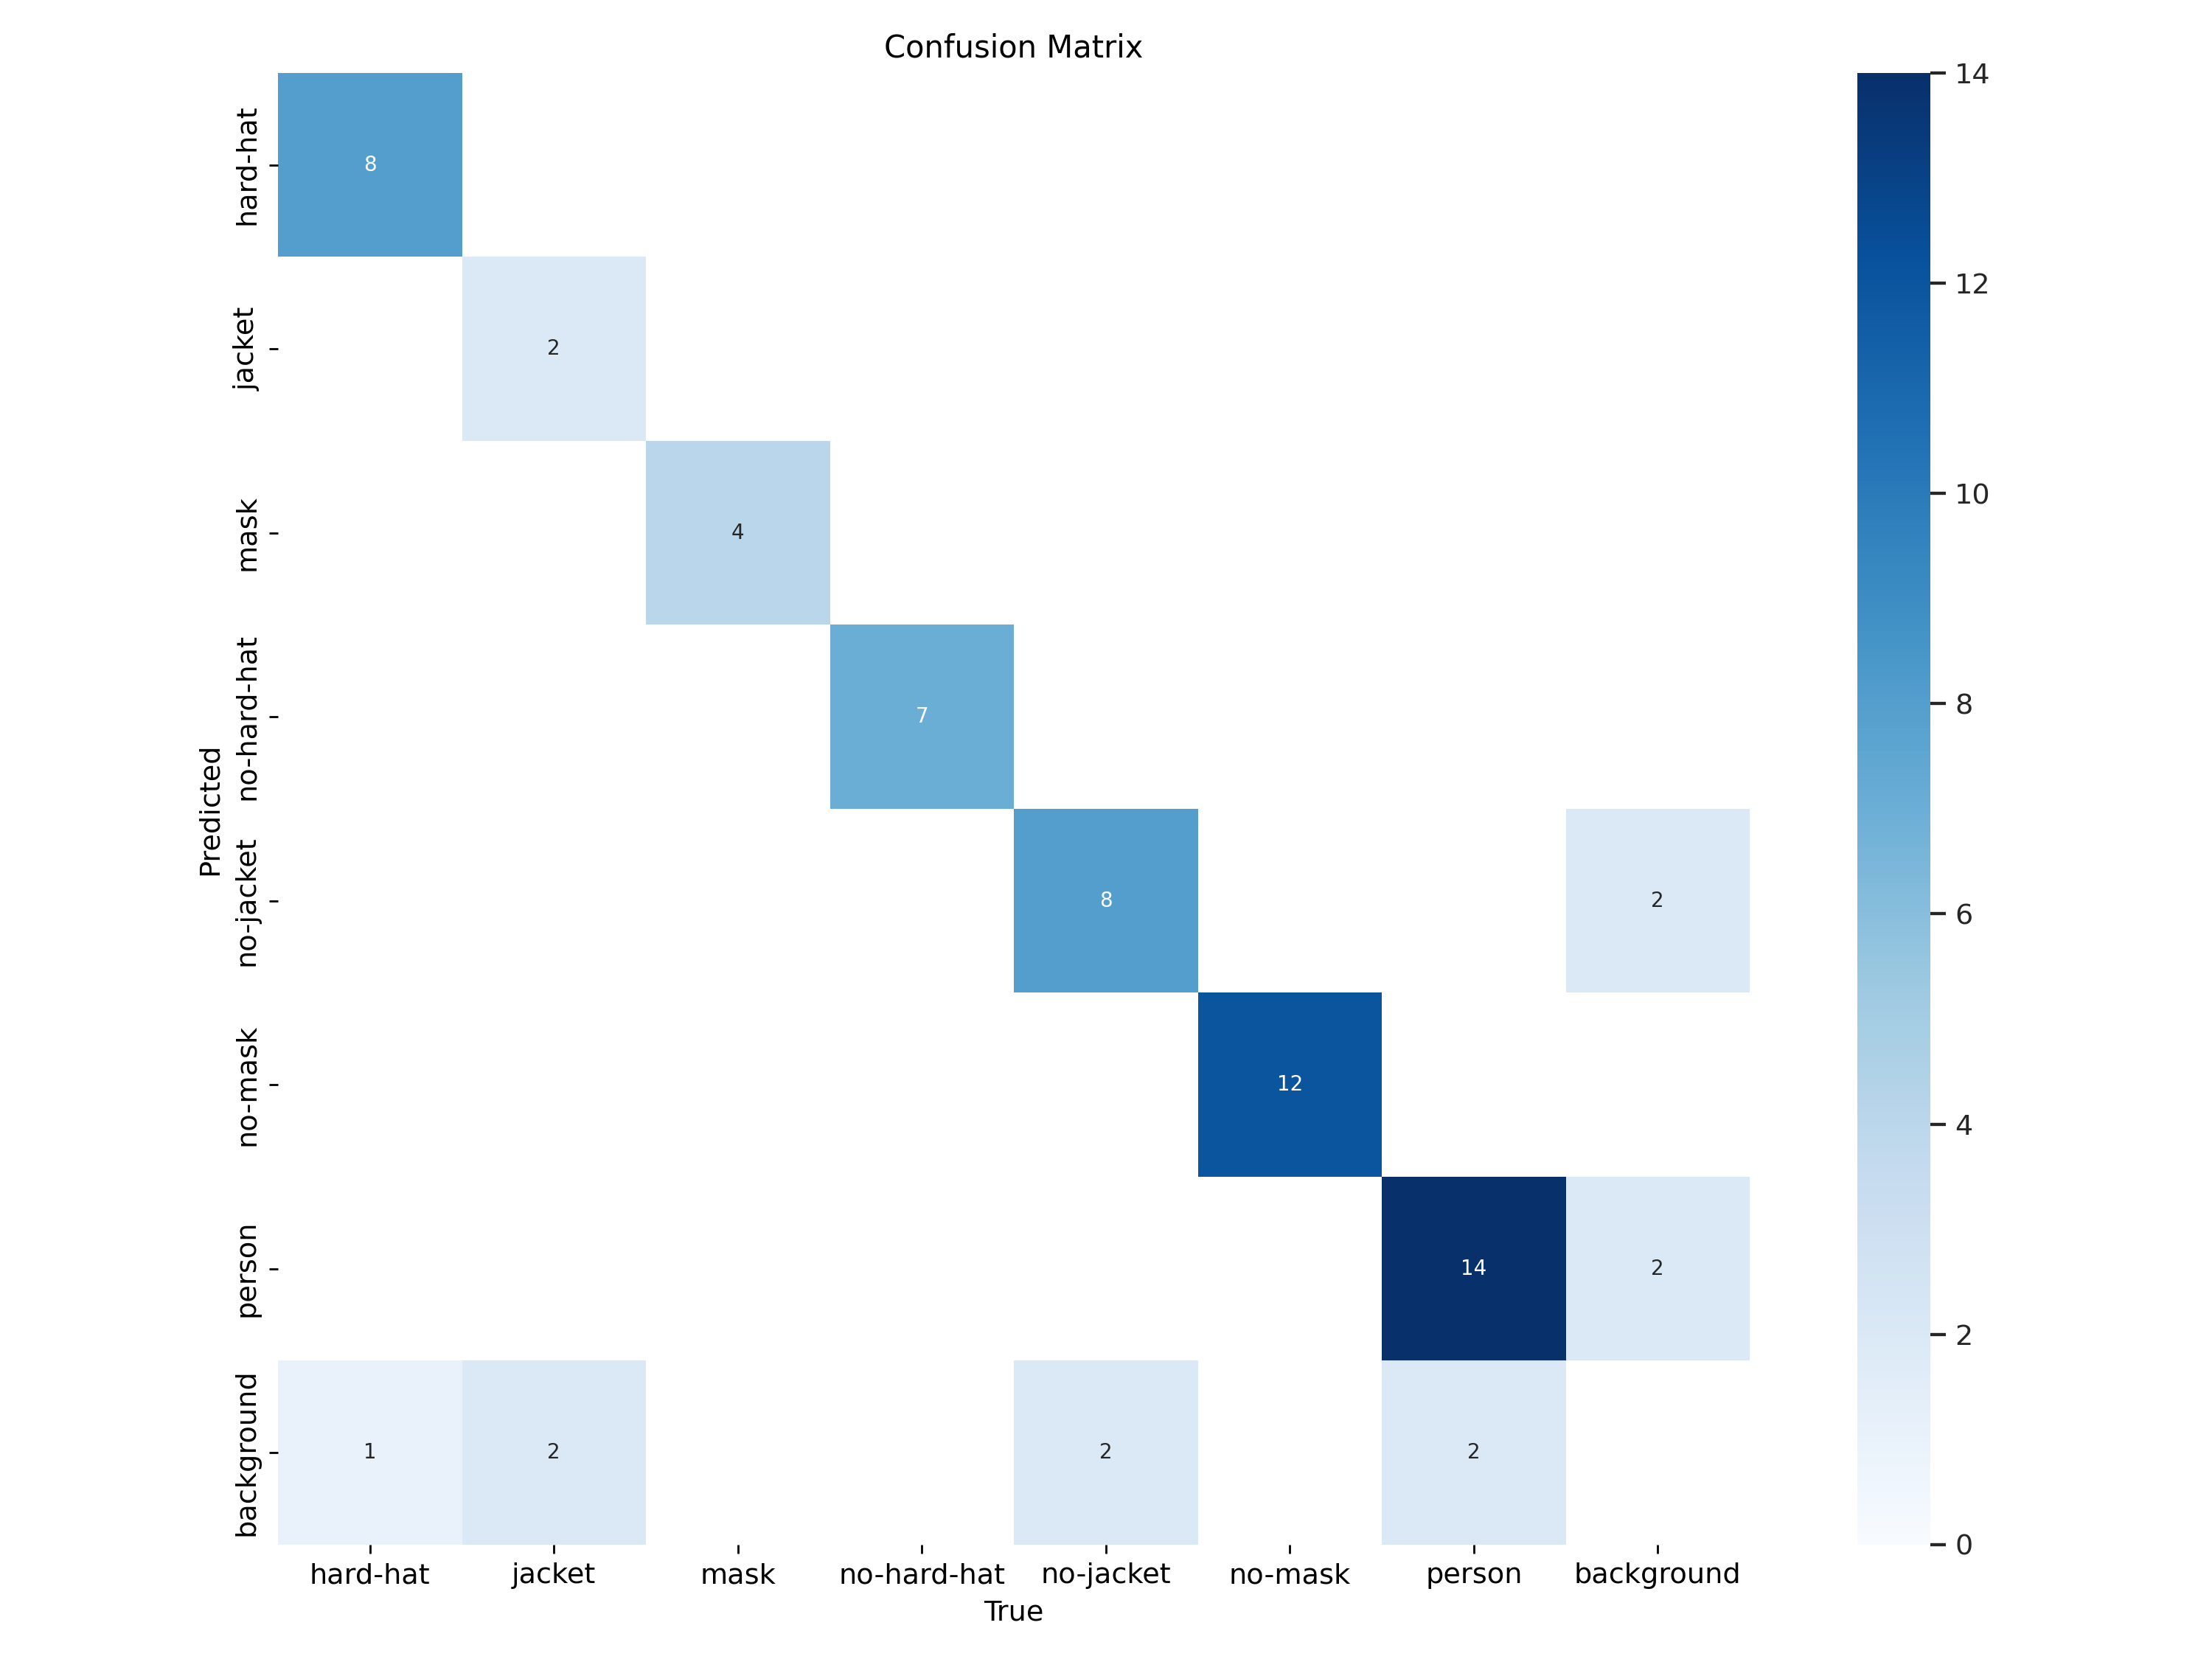 Confusion Matrix
hard-hat
8
jacket
2
mask
4
no-hard-hat
7
no-jacket
8
2
no-mask
12
person
14
2
background
1
2
2
2
Predicted
hard-hat
jacket
mask
no-hard-hat
no-jacket
no-mask
person
background
True
14
12
10
8
6
4
2
0